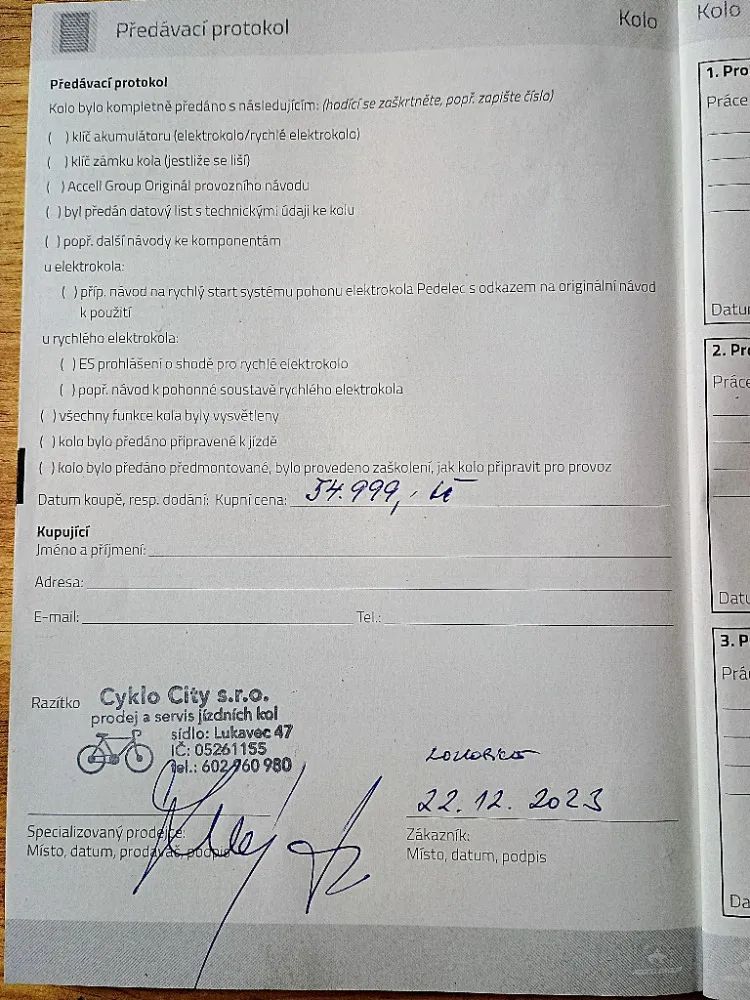 Předávací protokol
Kolo
Předávací protokol
Kolo bylo kompletně předáno s následujícím: (hodící se zaškrtněte, popř. zapište číslo)
( ) klíč akumulátoru (elektrokolo/rychlé elektrokolo)
( ) klíč zámku kola (jestliže se liší)
( ) Accell Group Originál provozního návodu
( ) byl předán datový list s technickými údaji ke kolu
( ) popř. další návody ke komponentám
u elektrokola:
( ) příp. návod na rychlý start systému pohonu elektrokola Pedelec s odkazem na originální návod
k použití
u rychlého elektrokola:
( ) ES prohlášení o shodě pro rychlé elektrokolo
( ) popř. návod k pohonné soustavě rychlého elektrokola
( ) všechny funkce kola byly vysvětleny
( ) kolo bylo předáno připravené k jízdě
( ) kolo bylo předáno předmontované, bylo provedeno zaškolení, jak kolo připravit pro provoz
Datum koupě, resp. dodání: Kupní cena: 54.999,- Kč
Kupující
Jméno a příjmení:
Adresa:
E-mail: Tel.:
Razítko
Cyklo City s.r.o.
prodej a servis jízdních kol
sídlo: Lukavec 47
IČ: 05261155
tel.: 602 960 980
22.12. 2023
Specializovaný prodejce:
Místo, datum, prodavač, podpis
Zákazník:
Místo, datum, podpis
Kolo
1. Pro
Práce
Datu
2. Pro
Práce
Datu
3. P
Prá
Da